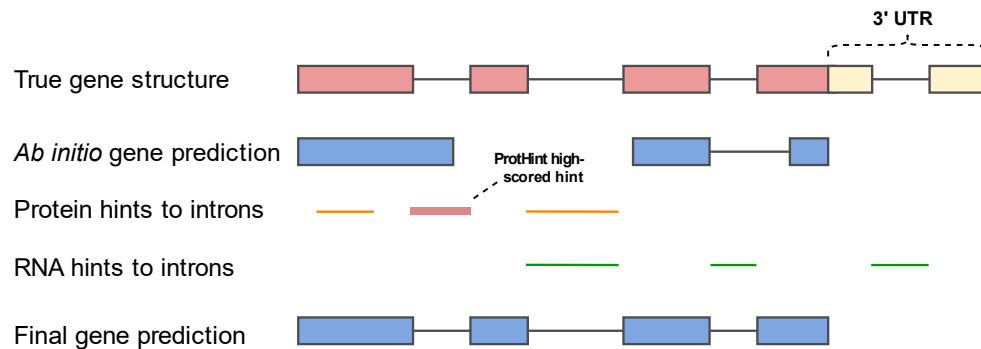 3' UTR
True gene structure
Ab initio gene prediction
ProtHint high-
scored hint
Protein hints to introns
RNA hints to introns
Final gene prediction